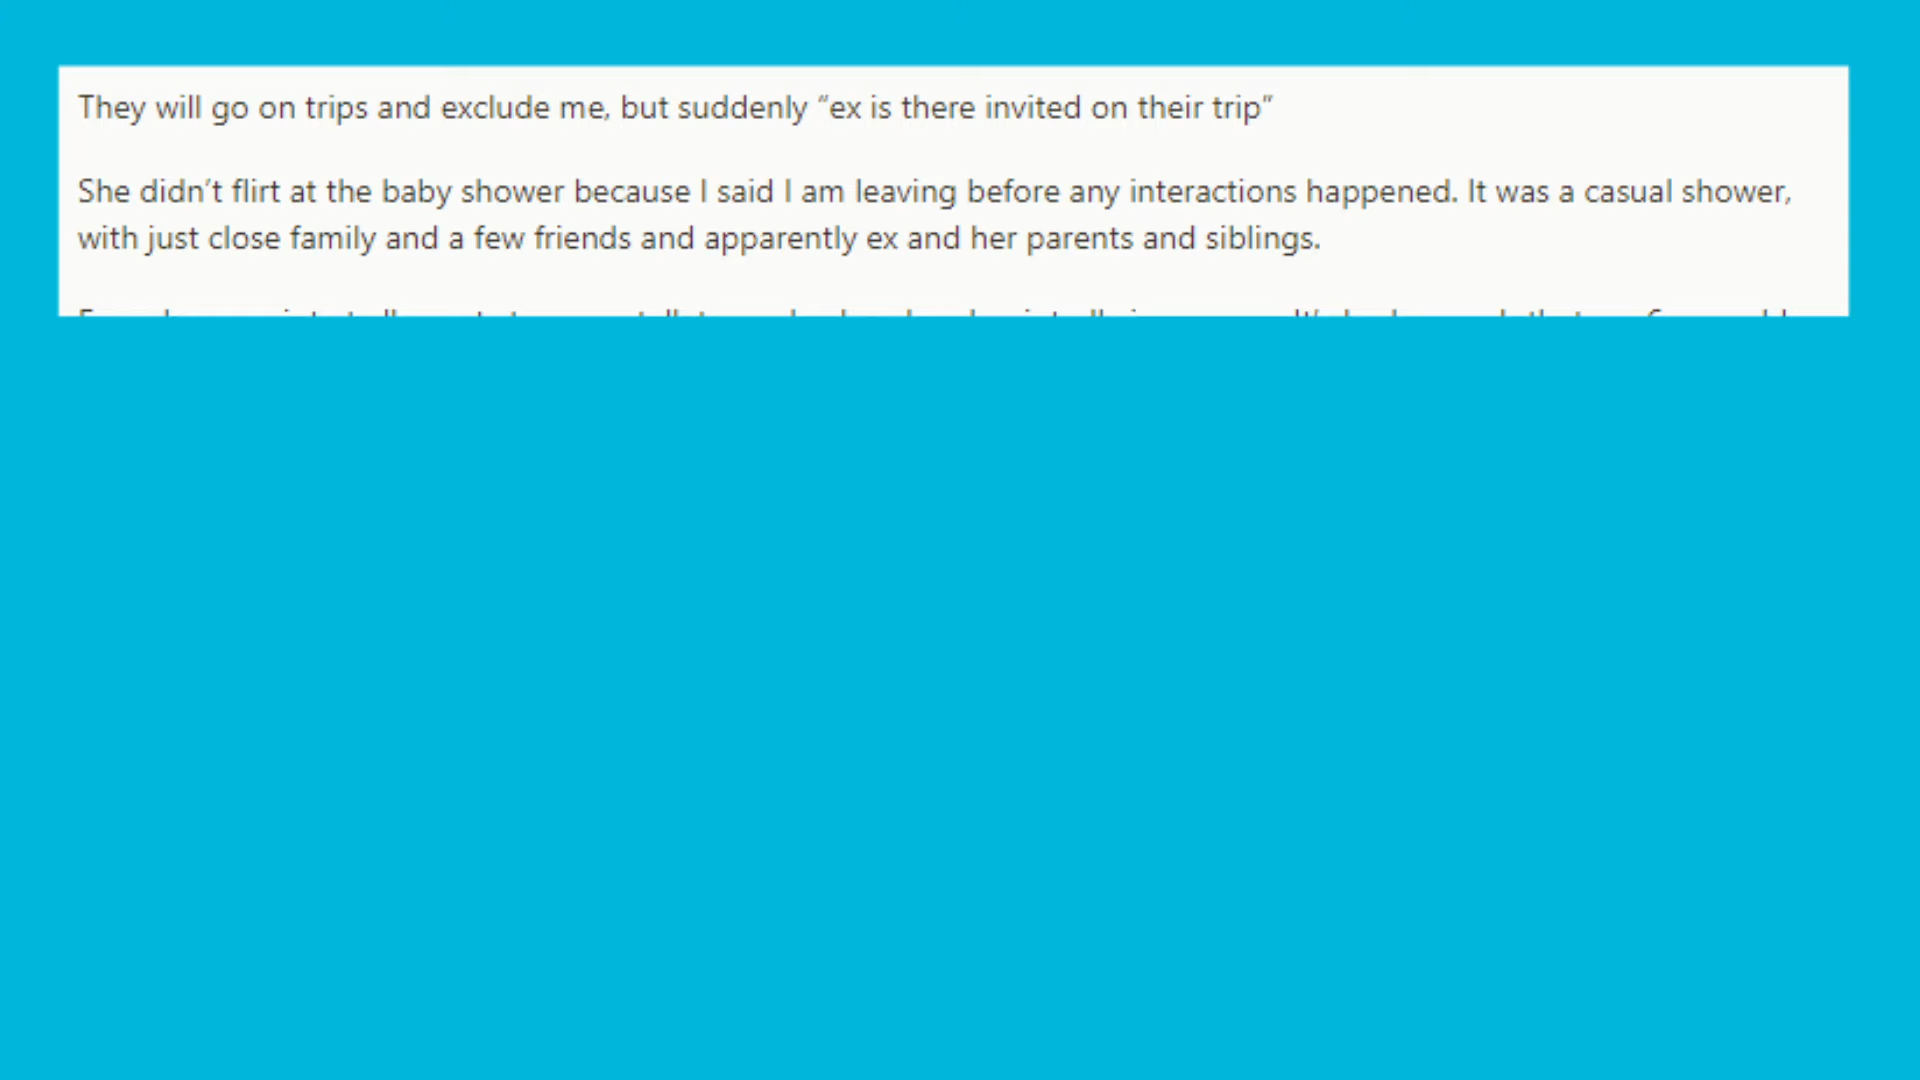 They will go on trips and exclude me, but suddenly “ex is there invited on their trip”
She didn’t flirt at the baby shower because I said I am leaving before any interactions happened. It was a casual shower,
with just close family and a few friends and apparently ex and her parents and siblings.